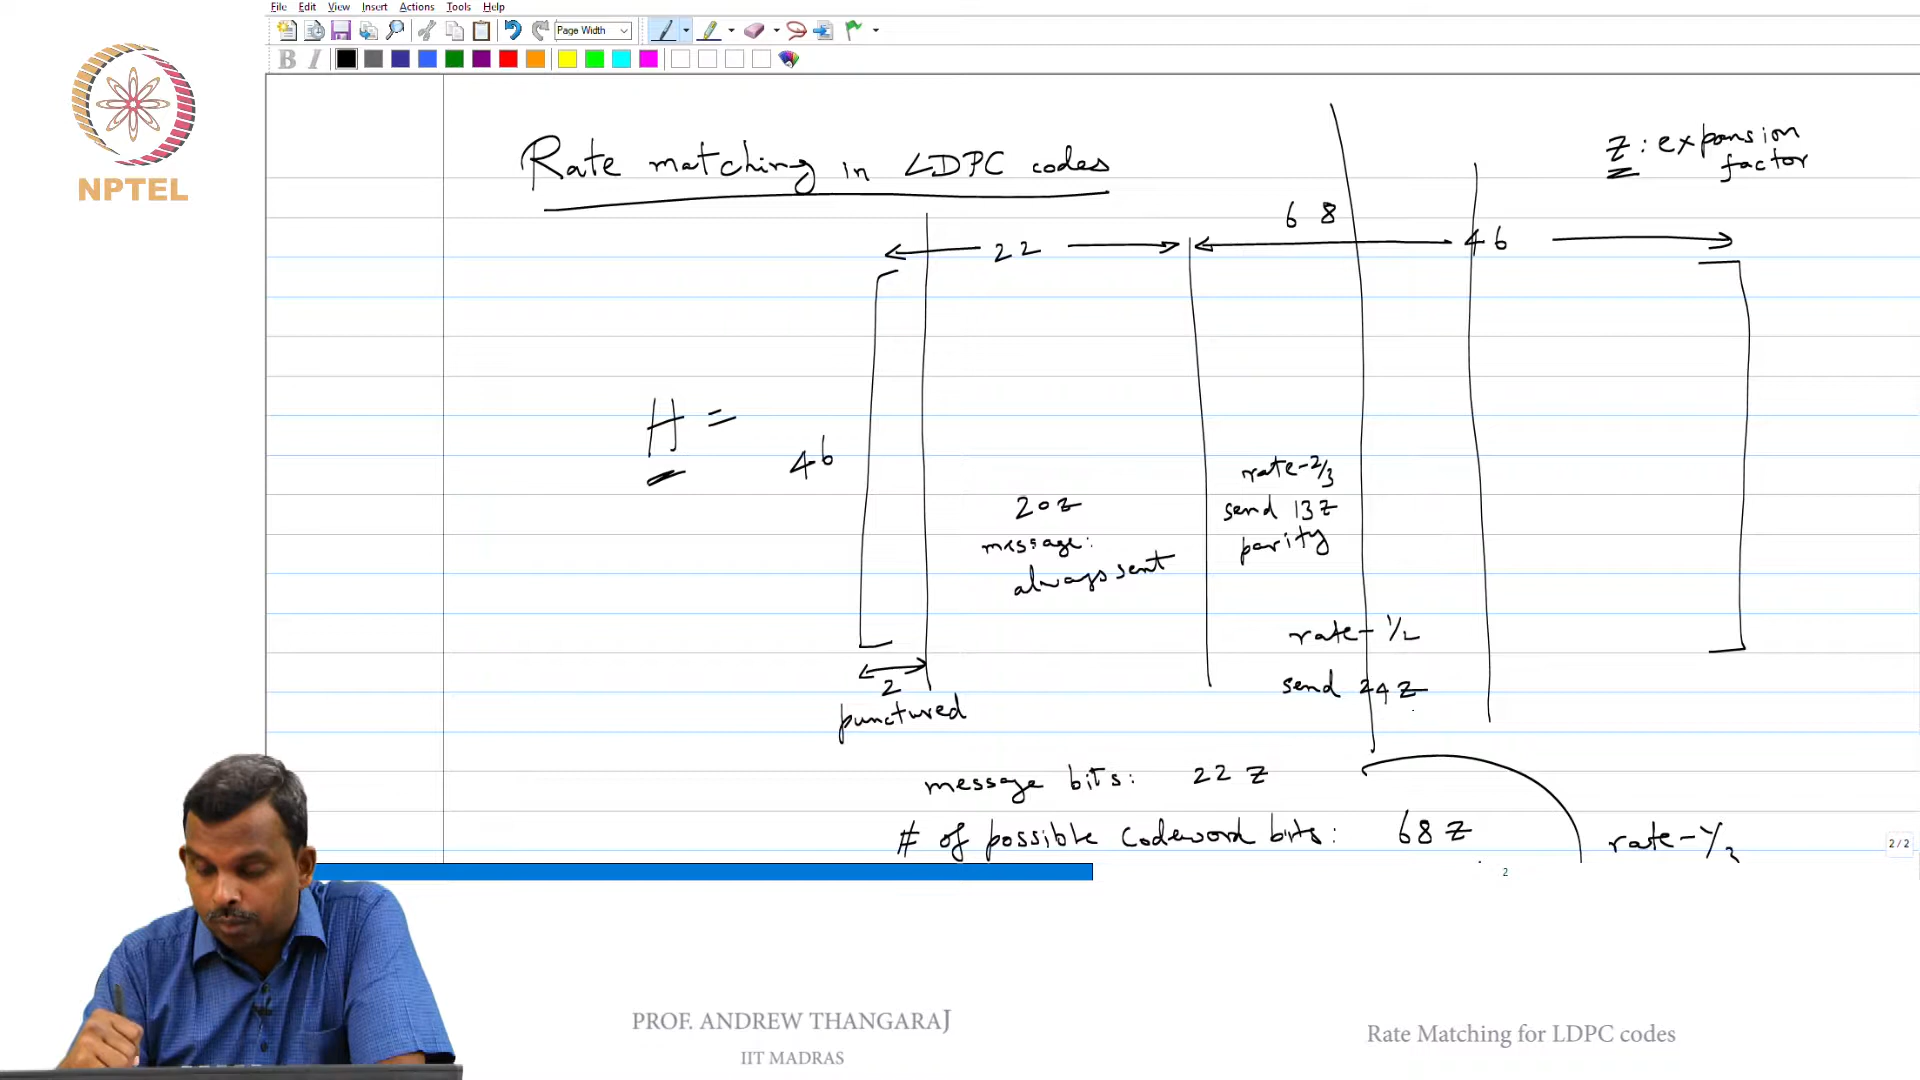 File Edit View Insert Actions Tools Help
Page Width
B I
NPTEL
Rate matching in LDPC codes
z : expansion
factor
68
22
46
H =
46
rate-2/3
send 13z
parity
20z
message:
always sent
rate-1/2
send 24z
2
punctured
message bits: 22 z
# of possible codeword bits: 68 z
rate-1/3
2/2
2
PROF. ANDREW THANGARAJ
IIT MADRAS
Rate Matching for LDPC codes